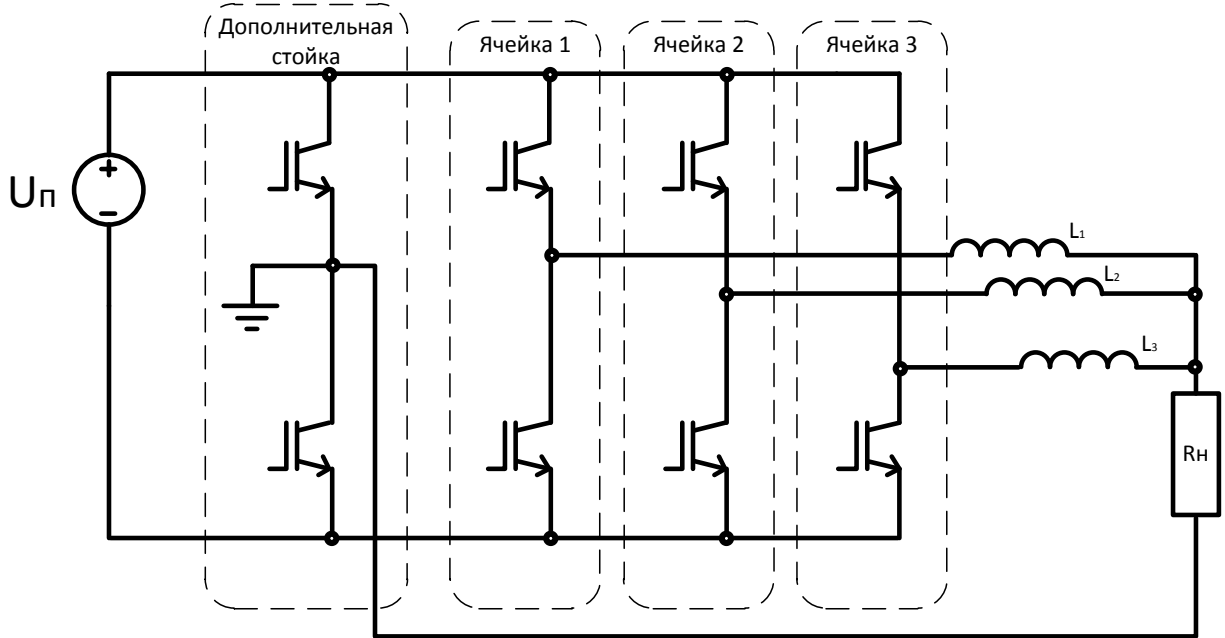 Дополнительная
стойка
Ячейка 1
Ячейка 2
Ячейка 3
+
−
Uп
L₁
L₂
L₃
Rн